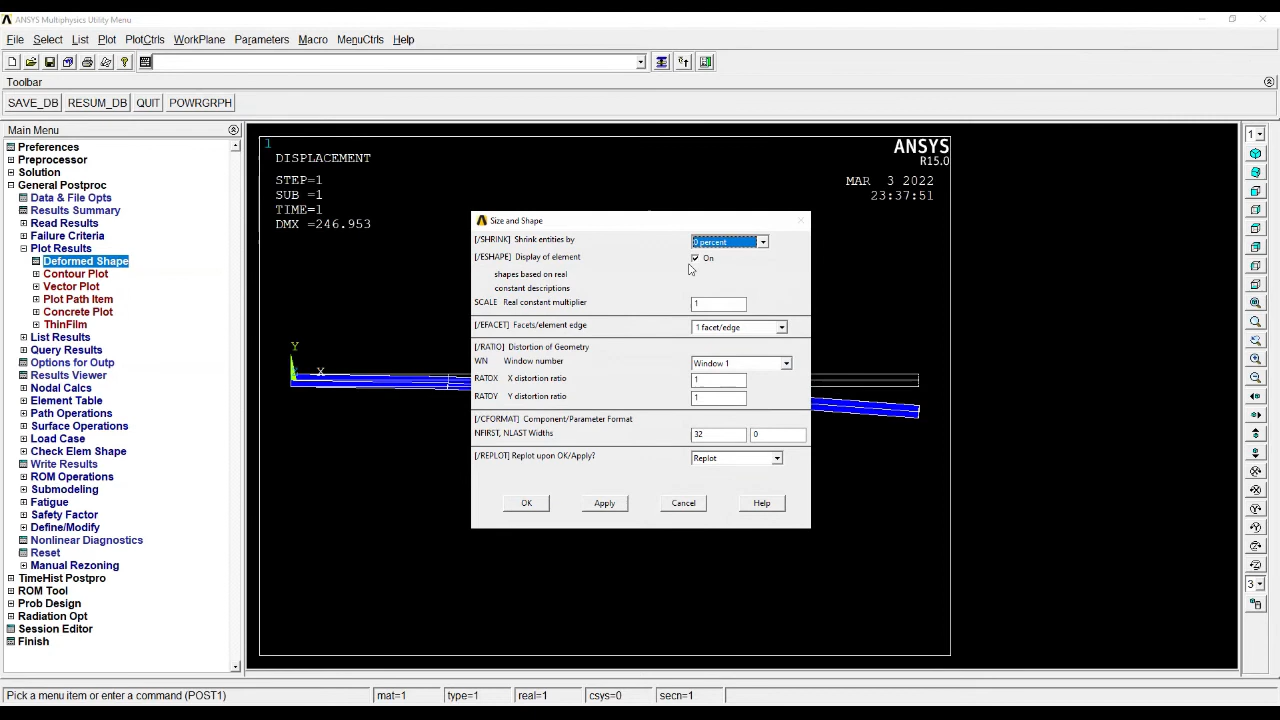 ANSYS Multiphysics Utility Menu
File Select List Plot PlotCtrls WorkPlane Parameters Macro MenuCtrls Help
Toolbar
SAVE_DB RESUM_DB QUIT POWRGRPH
Main Menu
Preferences
Preprocessor
Solution
General Postproc
Data & File Opts
Results Summary
Read Results
Failure Criteria
Plot Results
Deformed Shape
Contour Plot
Vector Plot
Plot Path Item
Concrete Plot
ThinFilm
List Results
Query Results
Options for Outp
Results Viewer
Nodal Calcs
Element Table
Path Operations
Surface Operations
Load Case
Check Elem Shape
Write Results
ROM Operations
Submodeling
Fatigue
Safety Factor
Define/Modify
Nonlinear Diagnostics
Reset
Manual Rezoning
TimeHist Postpro
ROM Tool
Prob Design
Radiation Opt
Session Editor
Finish
1
DISPLACEMENT
STEP=1
SUB =1
TIME=1
DMX =246.953
ANSYS
R15.0
MAR 3 2022
23:37:51
Y
X
Size and Shape
[/SHRINK] Shrink entities by 0 percent
[/ESHAPE] Display of element On
shapes based on real
constant descriptions
SCALE Real constant multiplier 1
[/EFACET] Facets/element edge 1 facet/edge
[/RATIO] Distortion of Geometry
WN Window number Window 1
RATOX X distortion ratio 1
RATOY Y distortion ratio 1
[/CFORMAT] Component/Parameter Format
NFIRST, NLAST Widths 32 0
[/REPLOT] Replot upon OK/Apply? Replot
OK Apply Cancel Help
1
3
Pick a menu item or enter a command (POST1) mat=1 type=1 real=1 csys=0 secn=1